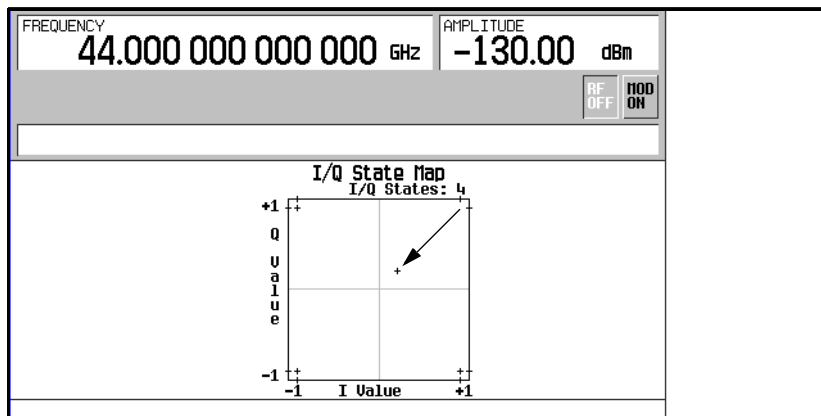 FREQUENCY
44.000 000 000 000 GHz
AMPLITUDE
-130.00 dBm
RF OFF
MOD ON
I/Q State Map
I/Q States: 4
+1
Q Value
-1
-1 I Value +1